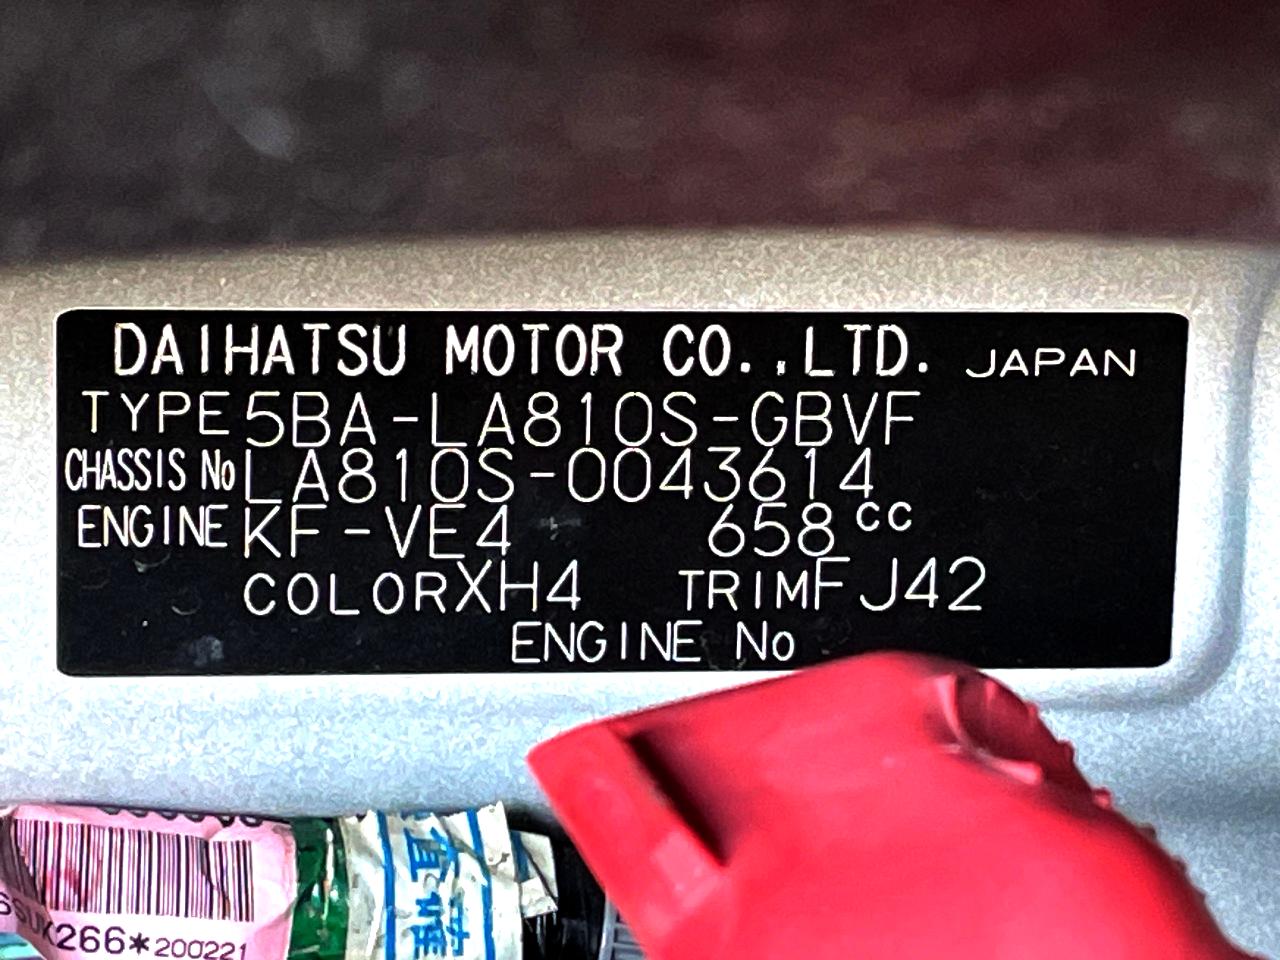 DAIHATSU MOTOR CO.,LTD. JAPAN
TYPE 5BA-LA810S-GBVF
CHASSIS No LA810S-0043614
ENGINE KF-VE4 658cc
COLOR XH4 TRIM FJ42
ENGINE No
266*200221